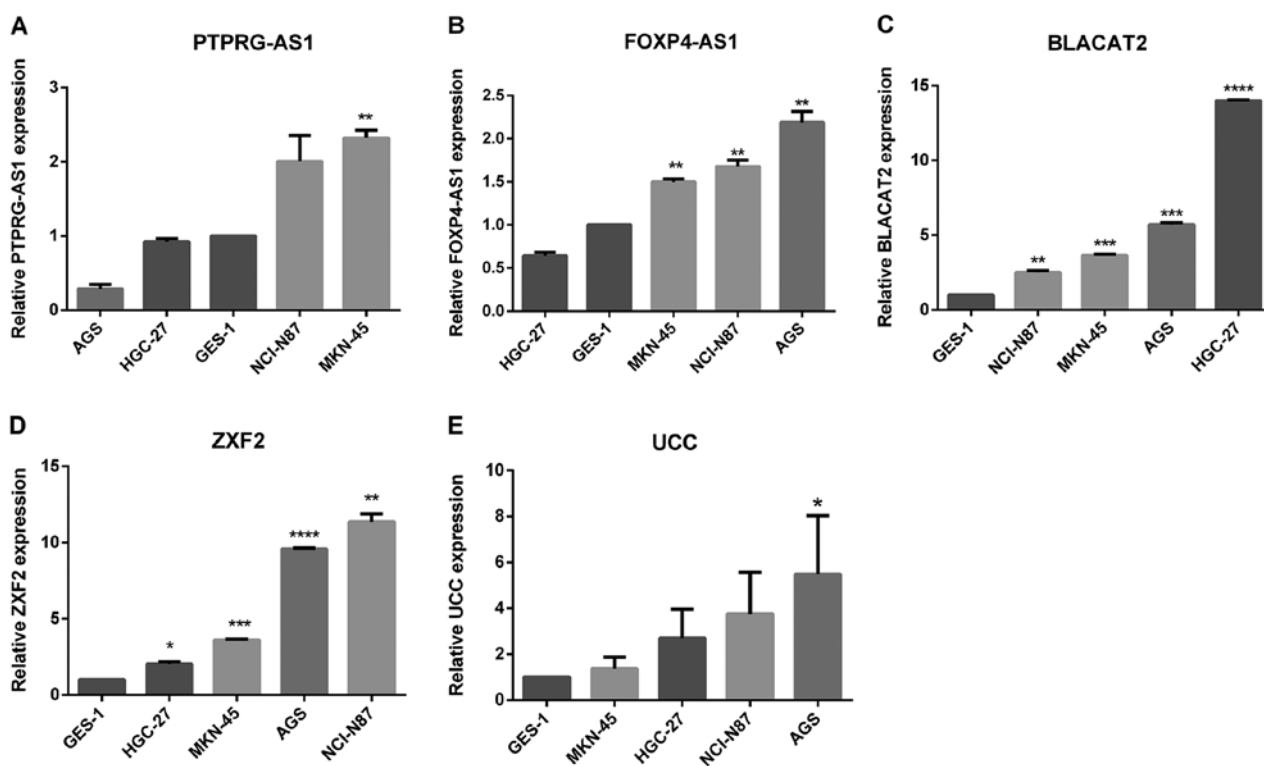 A
PTPRG-AS1
Relative PTPRG-AS1 expression
3
2
1
0
**
AGS
HGC-27
GES-1
NCI-N87
MKN-45
B
FOXP4-AS1
Relative FOXP4-AS1 expression
2.5
2.0
1.5
1.0
0.5
0.0
**
**
**
HGC-27
GES-1
MKN-45
NCI-N87
AGS
C
BLACAT2
Relative BLACAT2 expression
15
10
5
0
**
***
***
****
GES-1
NCI-N87
MKN-45
AGS
HGC-27
D
ZXF2
Relative ZXF2 expression
15
10
5
0
*
***
****
**
GES-1
HGC-27
MKN-45
AGS
NCI-N87
E
UCC
Relative UCC expression
10
8
6
4
2
0
*
GES-1
MKN-45
HGC-27
NCI-N87
AGS